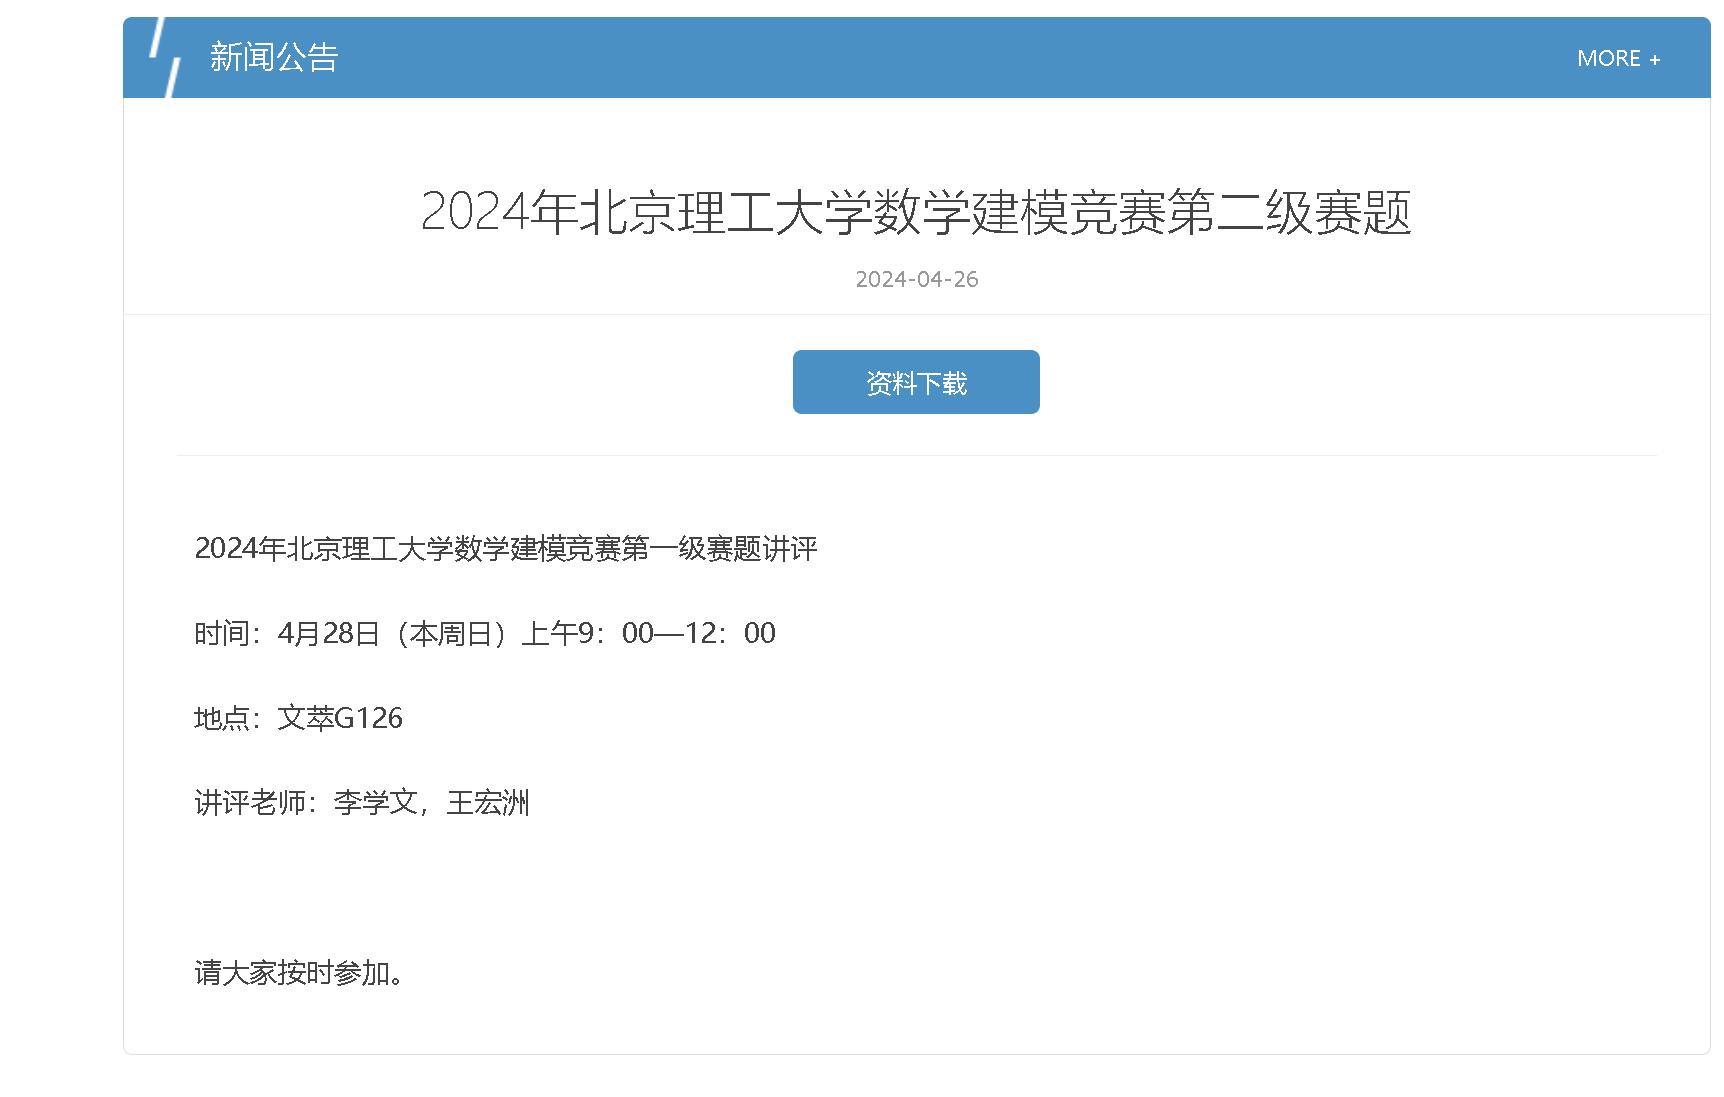 新闻公告
MORE +
2024年北京理工大学数学建模竞赛第二级赛题
2024-04-26
资料下载
2024年北京理工大学数学建模竞赛第一级赛题讲评
时间：4月28日（本周日）上午9：00—12：00
地点：文萃G126
讲评老师：李学文，王宏洲
请大家按时参加。